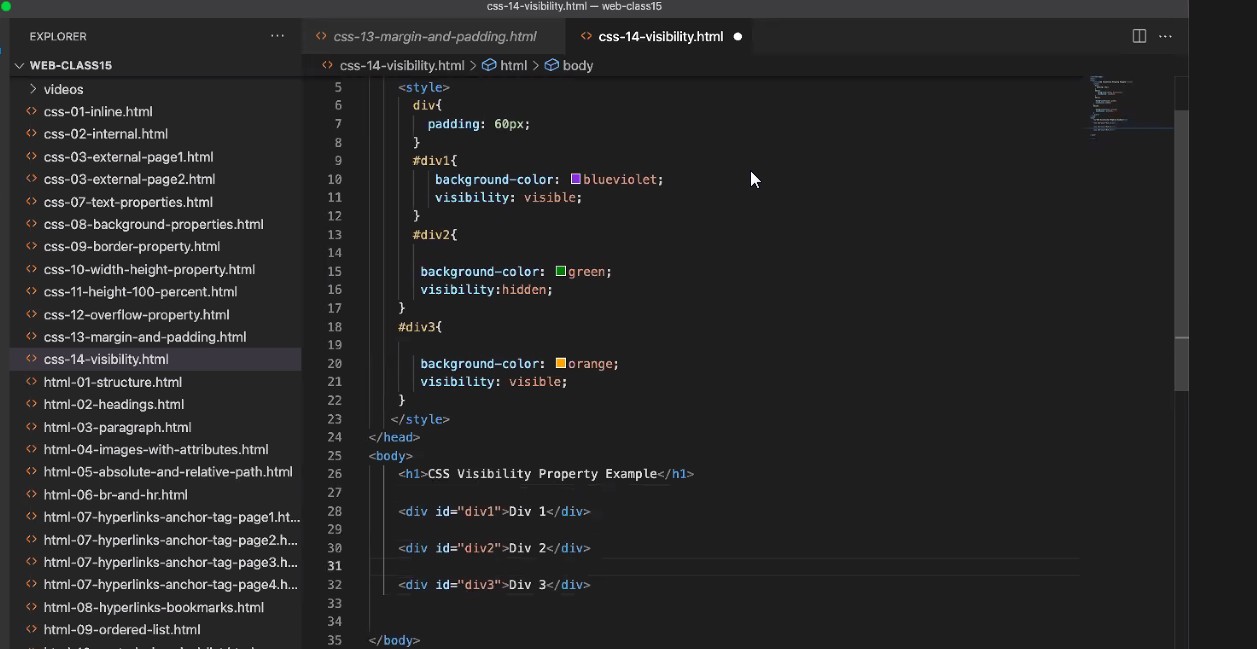 css-14-visibility.html — web-class15
EXPLORER
WEB-CLASS15
videos
css-01-inline.html
css-02-internal.html
css-03-external-page1.html
css-03-external-page2.html
css-07-text-properties.html
css-08-background-properties.html
css-09-border-property.html
css-10-width-height-property.html
css-11-height-100-percent.html
css-12-overflow-property.html
css-13-margin-and-padding.html
css-14-visibility.html
html-01-structure.html
html-02-headings.html
html-03-paragraph.html
html-04-images-with-attributes.html
html-05-absolute-and-relative-path.html
html-06-br-and-hr.html
html-07-hyperlinks-anchor-tag-page1.ht...
html-07-hyperlinks-anchor-tag-page2.h...
html-07-hyperlinks-anchor-tag-page3.h...
html-07-hyperlinks-anchor-tag-page4.h...
html-08-hyperlinks-bookmarks.html
html-09-ordered-list.html
css-13-margin-and-padding.html css-14-visibility.html
css-14-visibility.html > html > body
5 <style>
6 div{
7 padding: 60px;
8 }
9 #div1{
10 background-color: blueviolet;
11 visibility: visible;
12 }
13 #div2{
14
15 background-color: green;
16 visibility:hidden;
17 }
18 #div3{
19
20 background-color: orange;
21 visibility: visible;
22 }
23 </style>
24 </head>
25 <body>
26 <h1>CSS Visibility Property Example</h1>
27
28 <div id="div1">Div 1</div>
29
30 <div id="div2">Div 2</div>
31
32 <div id="div3">Div 3</div>
33
34
35 </body>